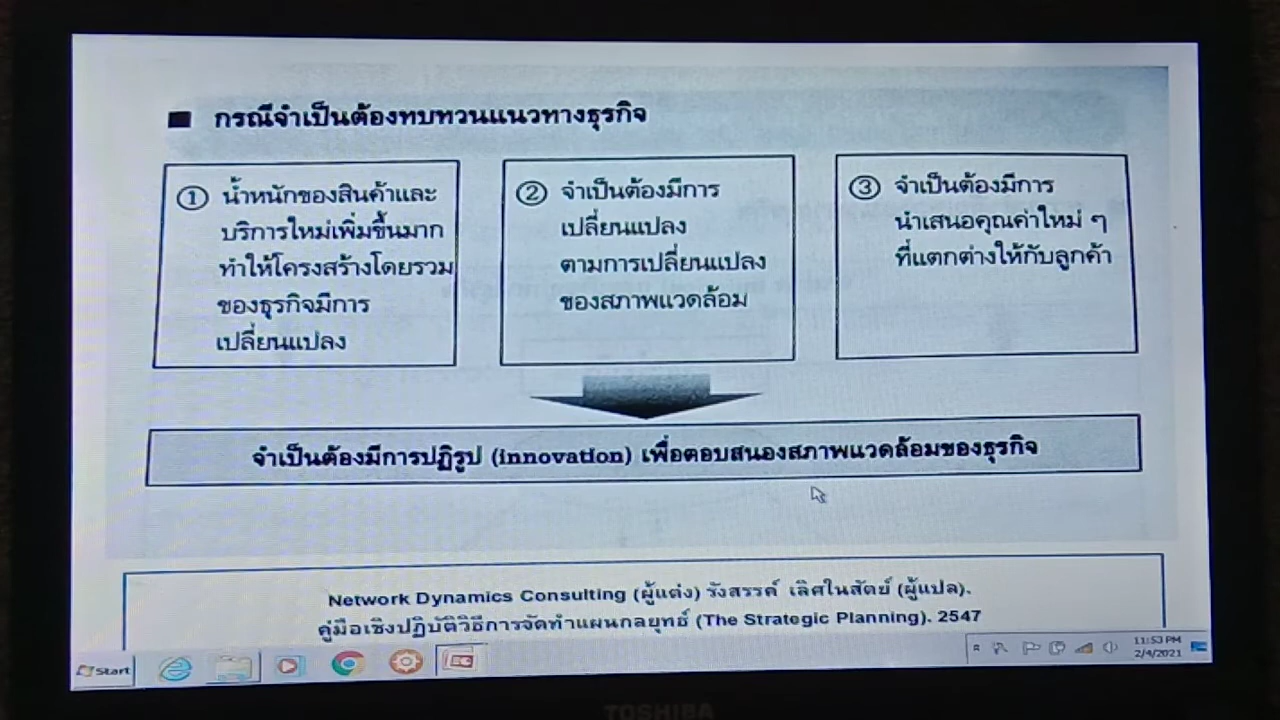 กรณีจำเป็นต้องทบทวนแนวทางธุรกิจ
① น้ำหนักของสินค้าและ
บริการใหม่เพิ่มขึ้นมาก
ทำให้โครงสร้างโดยรวม
ของธุรกิจมีการ
เปลี่ยนแปลง
② จำเป็นต้องมีการ
เปลี่ยนแปลง
ตามการเปลี่ยนแปลง
ของสภาพแวดล้อม
③ จำเป็นต้องมีการ
นำเสนอคุณค่าใหม่ ๆ
ที่แตกต่างให้กับลูกค้า
จำเป็นต้องมีการปฏิรูป (innovation) เพื่อตอบสนองสภาพแวดล้อมของธุรกิจ
Network Dynamics Consulting (ผู้แต่ง) รังสรรค์ เลิศในสัตย์ (ผู้แปล).
คู่มือเชิงปฏิบัติวิธีการจัดทำแผนกลยุทธ์ (The Strategic Planning). 2547
Start
11:53 PM
2/4/2021
TOSHIBA